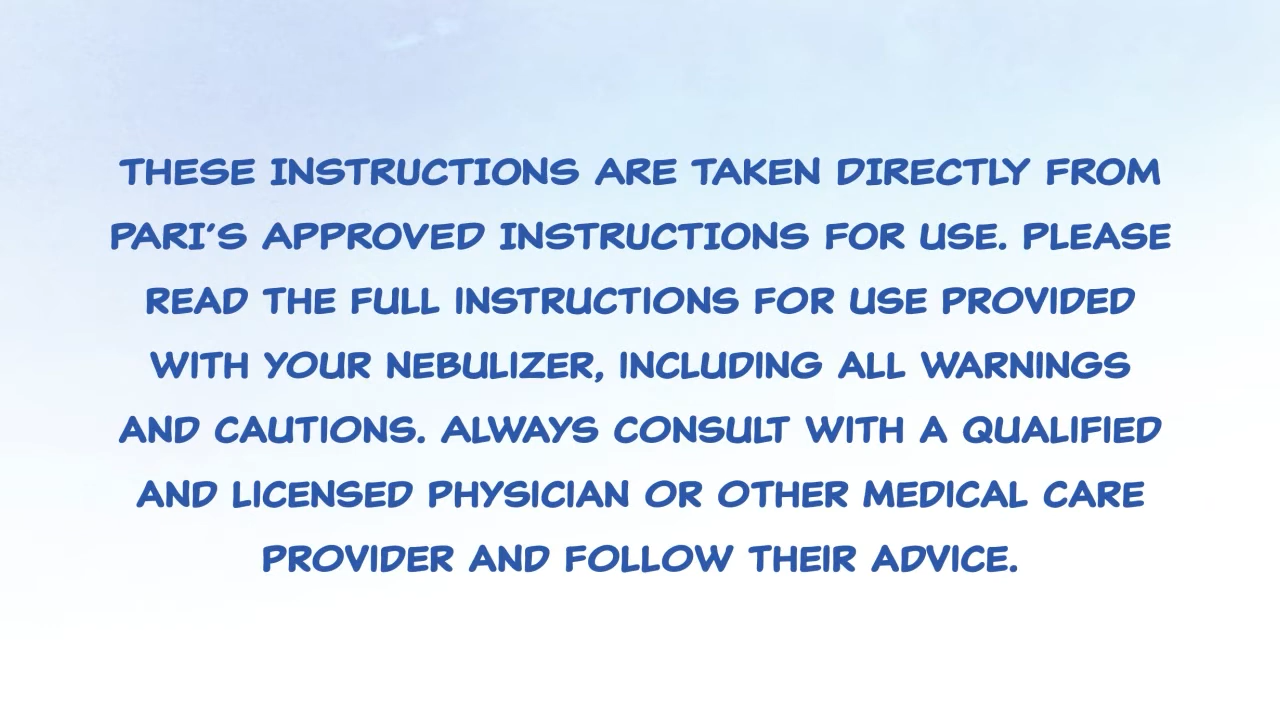 THESE INSTRUCTIONS ARE TAKEN DIRECTLY FROM
PARI'S APPROVED INSTRUCTIONS FOR USE. PLEASE
READ THE FULL INSTRUCTIONS FOR USE PROVIDED
WITH YOUR NEBULIZER, INCLUDING ALL WARNINGS
AND CAUTIONS. ALWAYS CONSULT WITH A QUALIFIED
AND LICENSED PHYSICIAN OR OTHER MEDICAL CARE
PROVIDER AND FOLLOW THEIR ADVICE.